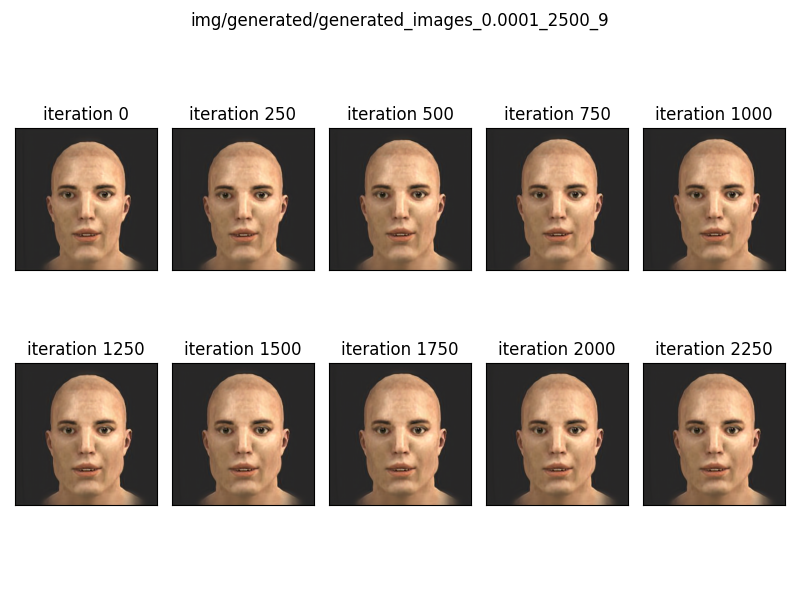 img/generated/generated_images_0.0001_2500_9
iteration 0
iteration 250
iteration 500
iteration 750
iteration 1000
iteration 1250
iteration 1500
iteration 1750
iteration 2000
iteration 2250